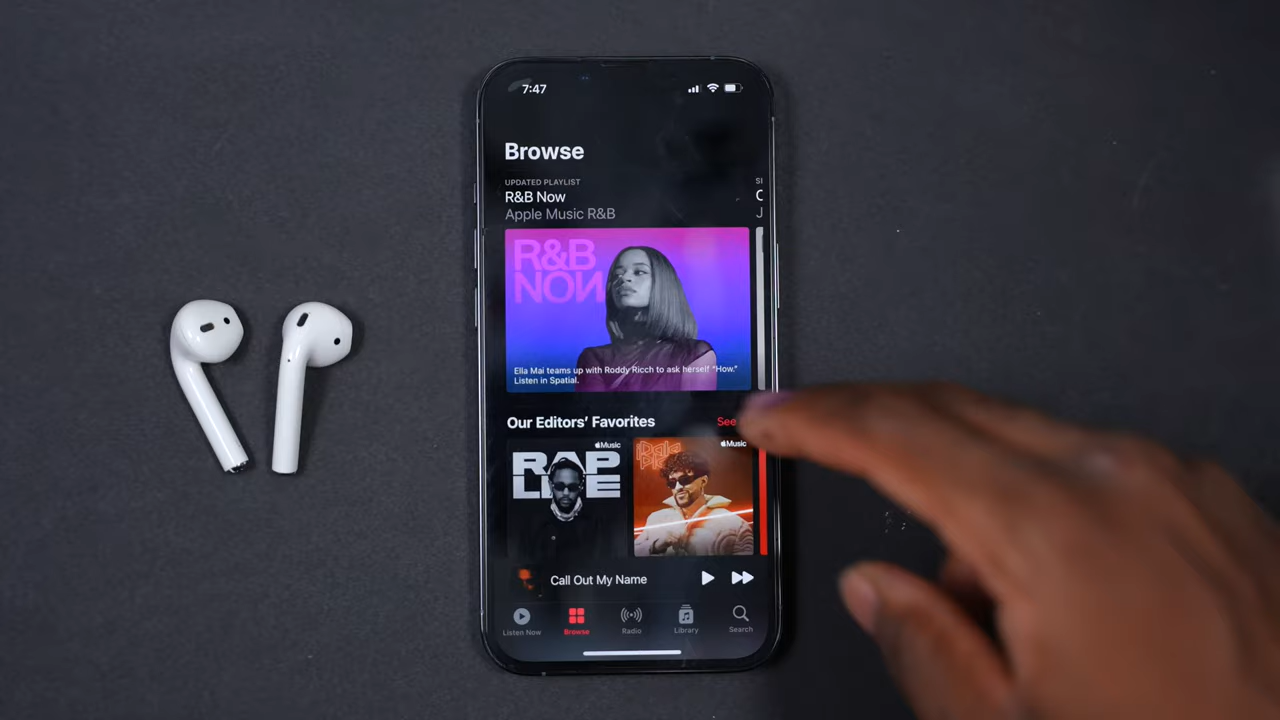 7:47
Browse
UPDATED PLAYLIST
R&B Now
Apple Music R&B
R&B
NOW
Ella Mai teams up with Roddy Ricch to ask herself “How.”
Listen in Spatial.
Our Editors’ Favorites
See
Music
RAP
LIFE
Music
Call Out My Name
Listen Now
Browse
Radio
Library
Search